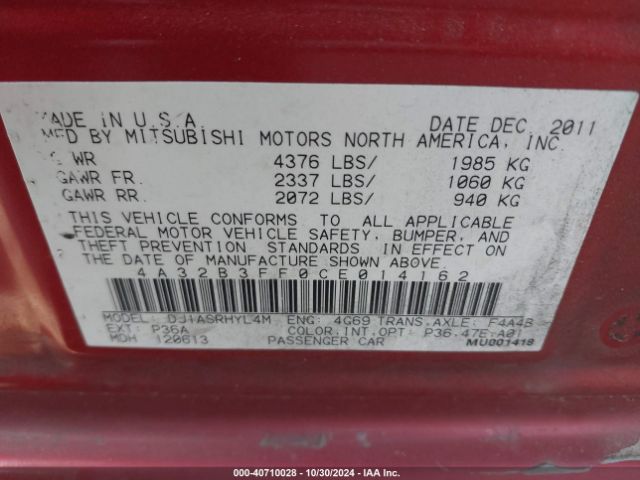 MADE IN U.S.A. DATE DEC. 2011
MFD BY MITSUBISHI MOTORS NORTH AMERICA, INC.
GVWR 4376 LBS/ 1985 KG
GAWR FR. 2337 LBS/ 1060 KG
GAWR RR. 2072 LBS/ 940 KG
THIS VEHICLE CONFORMS TO ALL APPLICABLE
FEDERAL MOTOR VEHICLE SAFETY, BUMPER, AND
THEFT PREVENTION STANDARDS IN EFFECT ON
THE DATE OF MANUFACTURE SHOWN ABOVE.
4A32B3FF0CE014162
MODEL: DJ1ASRHYL4M ENG: 4G69 TRANS.AXLE: F4A4B
EXT: P36A COLOR,INT,OPT: P36,47E,A01
MDH 120613 PASSENGER CAR MU001418
000-40710028 - 10/30/2024 - IAA Inc.